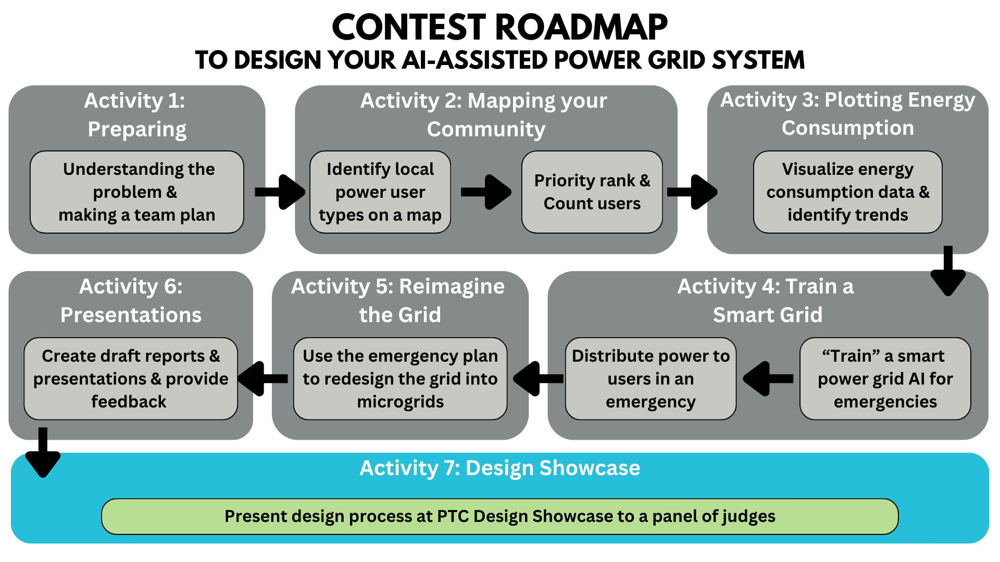 CONTEST ROADMAP
TO DESIGN YOUR AI-ASSISTED POWER GRID SYSTEM
Activity 1:
Preparing
Understanding the
problem &
making a team plan
Activity 2: Mapping your
Community
Identify local
power user
types on a map
Priority rank &
Count users
Activity 3: Plotting Energy
Consumption
Visualize energy
consumption data &
identify trends
Activity 4: Train a
Smart Grid
“Train” a smart
power grid AI for
emergencies
Distribute power to
users in an
emergency
Activity 5: Reimagine
the Grid
Use the emergency plan
to redesign the grid into
microgrids
Activity 6:
Presentations
Create draft reports &
presentations & provide
feedback
Activity 7: Design Showcase
Present design process at PTC Design Showcase to a panel of judges